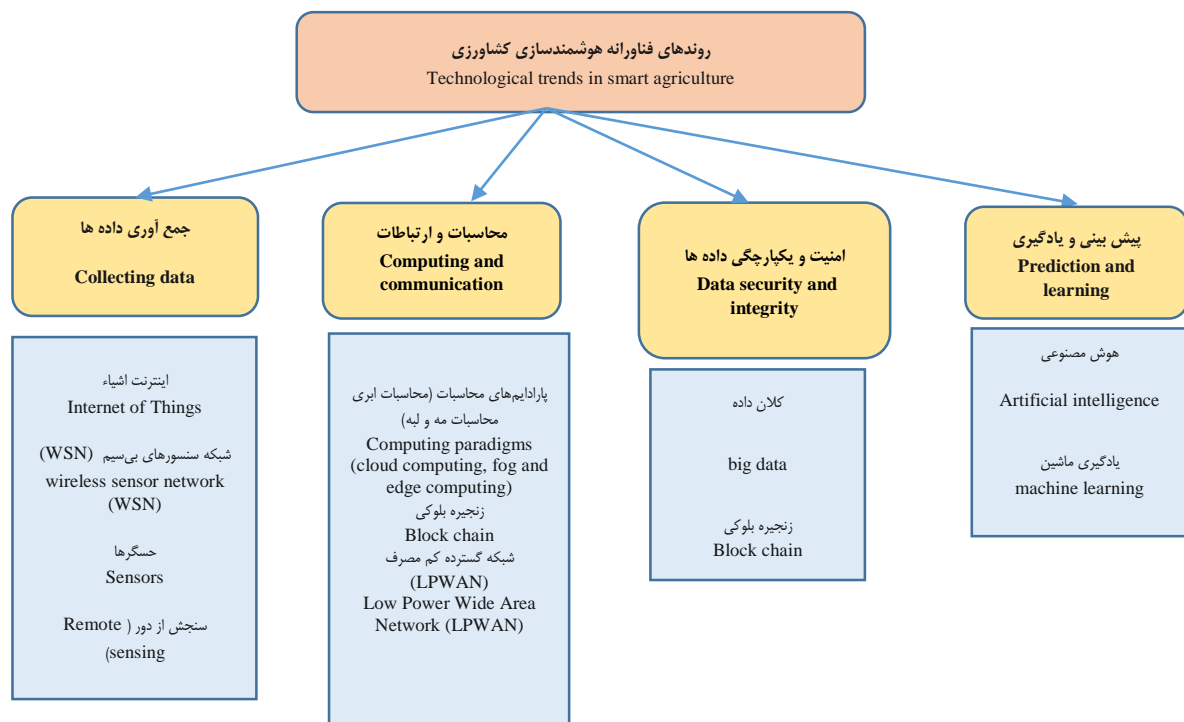 روندهای فناورانه هوشمندسازی کشاورزی
Technological trends in smart agriculture
جمع آوری داده ها
Collecting data
اینترنت اشیاء
Internet of Things
شبکه سنسورهای بی‌سیم (WSN)
wireless sensor network
(WSN)
حسگرها
Sensors
سنجش از دور ( Remote
sensing)
محاسبات و ارتباطات
Computing and
communication
پارادایم‌های محاسبات (محاسبات ابری
محاسبات مه و لبه)
Computing paradigms
(cloud computing, fog and
edge computing)
زنجیره بلوکی
Block chain
شبکه گسترده کم مصرف
(LPWAN)
Low Power Wide Area
Network (LPWAN)
امنیت و یکپارچگی داده ها
Data security and
integrity
کلان داده
big data
زنجیره بلوکی
Block chain
پیش بینی و یادگیری
Prediction and
learning
هوش مصنوعی
Artificial intelligence
یادگیری ماشین
machine learning